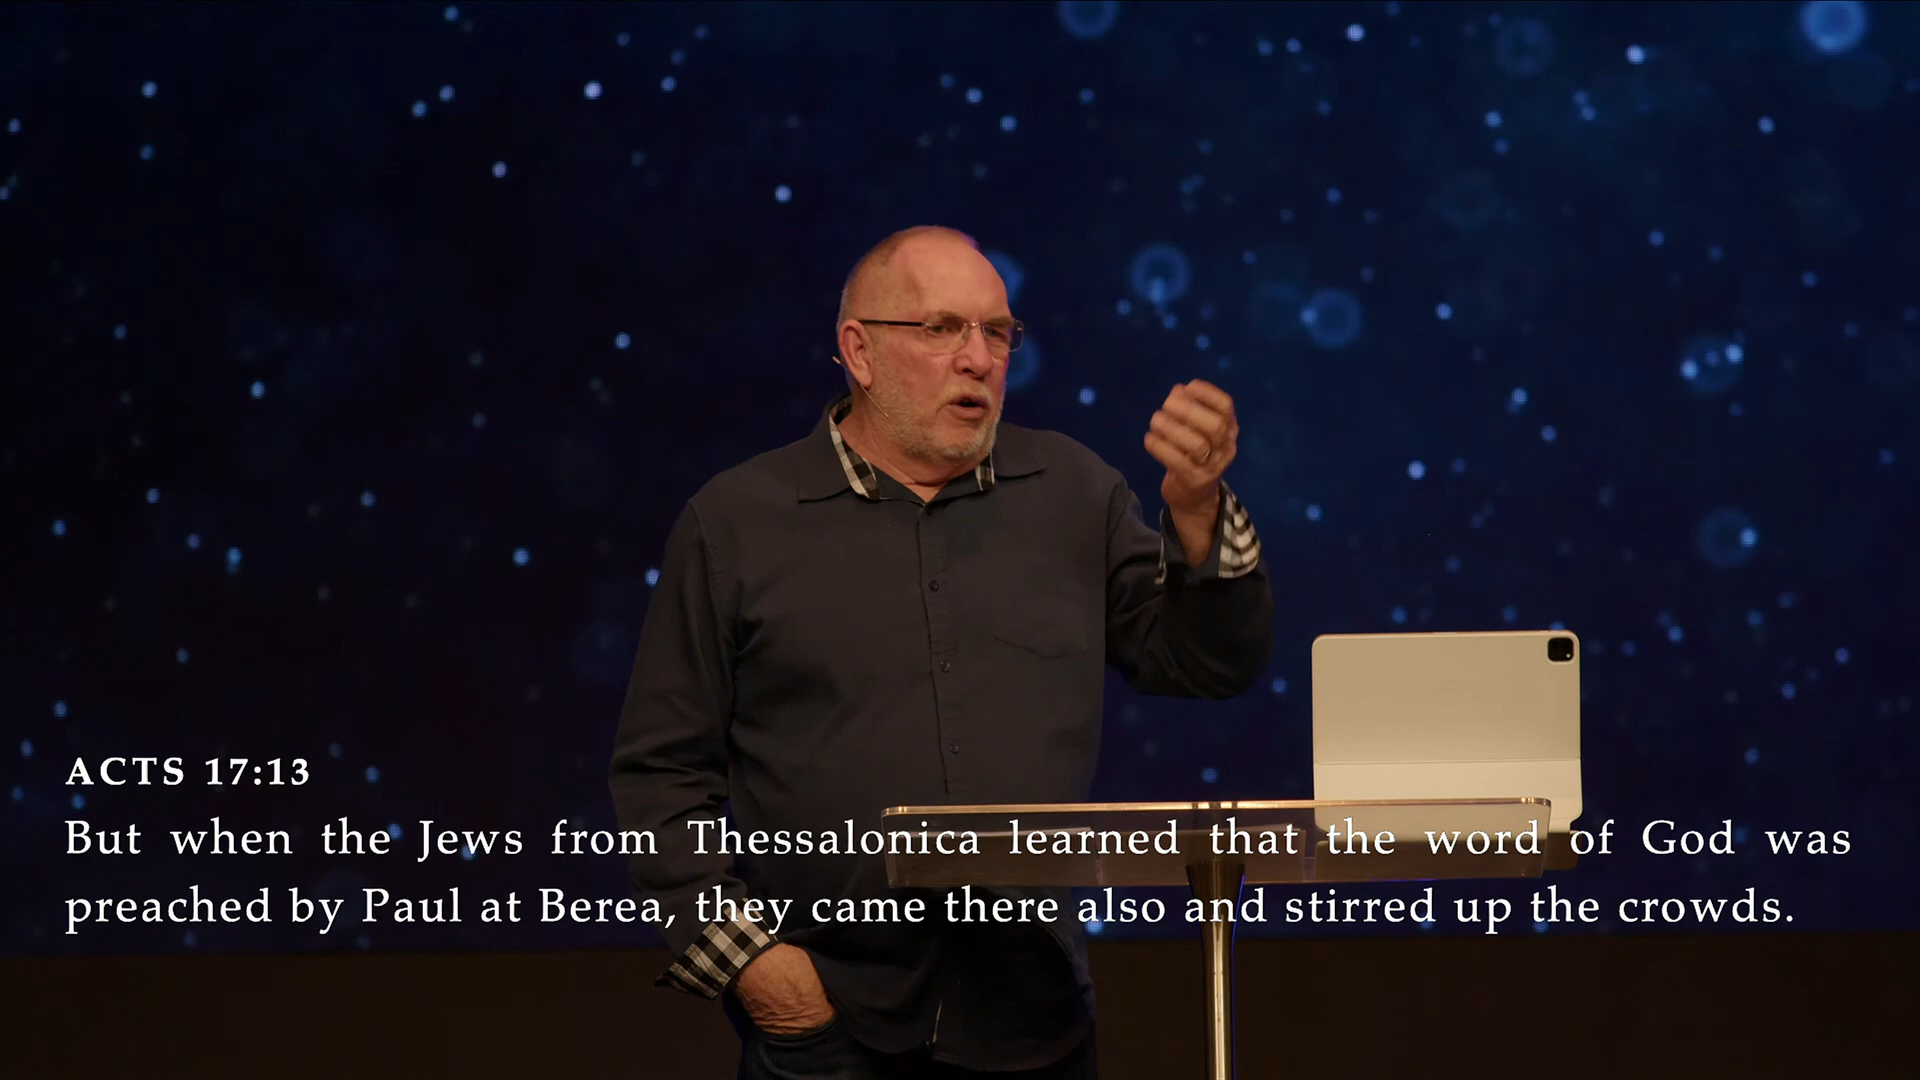 ACTS 17:13
But when the Jews from Thessalonica learned that the word of God was
preached by Paul at Berea, they came there also and stirred up the crowds.